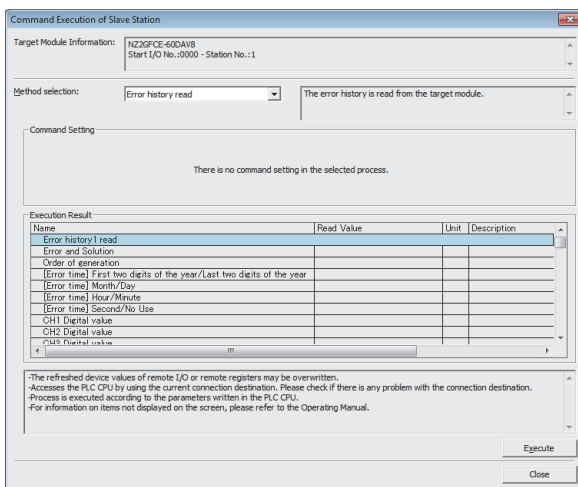 Command Execution of Slave Station
Target Module Information:
NZ2GFCE-60DAV8
Start I/O No.:0000 - Station No.:1
Method selection:
Error history read
The error history is read from the target module.
Command Setting
There is no command setting in the selected process.
Execution Result
Name Read Value Unit Description
Error history1 read
Error and Solution
Order of generation
[Error time] First two digits of the year/Last two digits of the year
[Error time] Month/Day
[Error time] Hour/Minute
[Error time] Second/No Use
CH1 Digital value
CH2 Digital value
CH3 Digital value
-The refreshed device values of remote I/O or remote registers may be overwritten.
-Accesses the PLC CPU by using the current connection destination. Please check if there is any problem with the connection destination.
-Process is executed according to the parameters written in the PLC CPU.
-For information on items not displayed on the screen, please refer to the Operating Manual.
Execute
Close